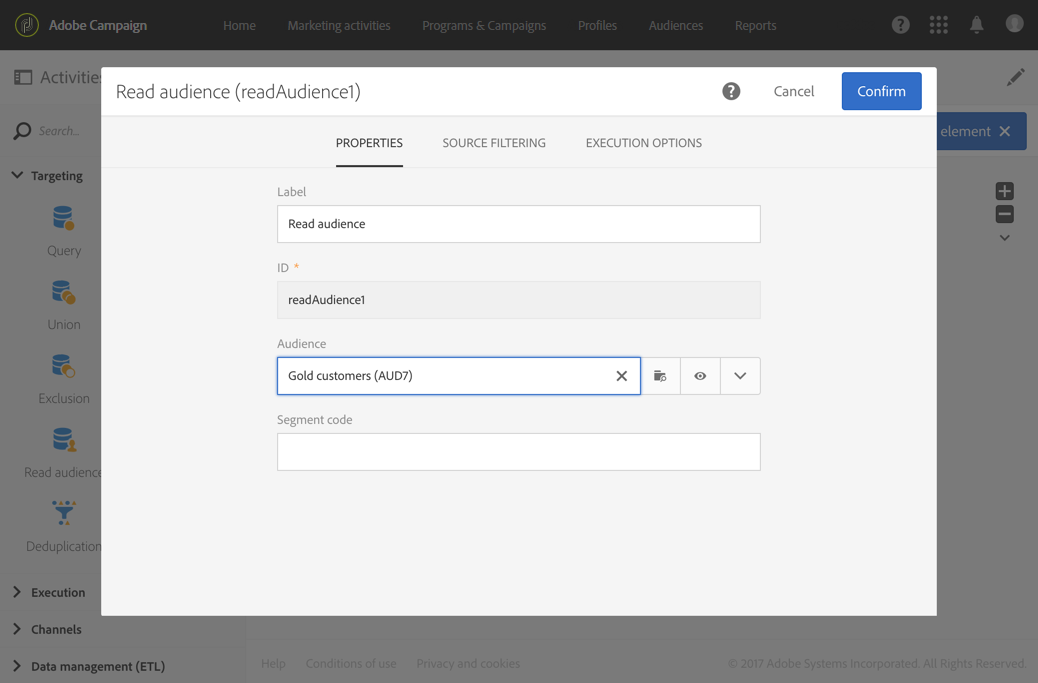 Adobe Campaign
Home Marketing activities Programs & Campaigns Profiles Audiences Reports
Activities
Search..
Targeting
Query
Union
Exclusion
Read audience
Deduplication
Execution
Channels
Data management (ETL)
element
Read audience (readAudience1)
Cancel
Confirm
PROPERTIES SOURCE FILTERING EXECUTION OPTIONS
Label
Read audience
ID *
readAudience1
Audience
Gold customers (AUD7)
Segment code
Help Conditions of use Privacy and cookies
© 2017 Adobe Systems Incorporated. All Rights Reserved.